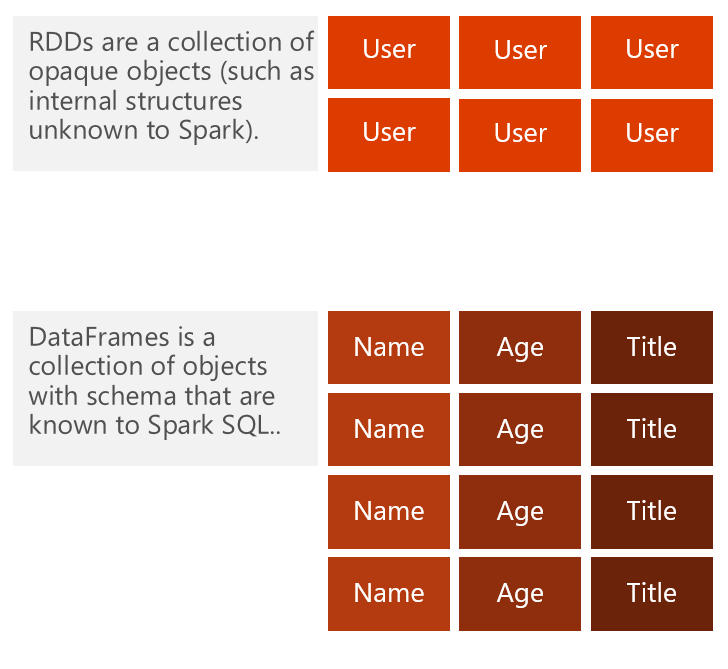 RDDs are a collection of
opaque objects (such as
internal structures
unknown to Spark).
User User User
User User User
DataFrames is a
collection of objects
with schema that are
known to Spark SQL..
Name Age Title
Name Age Title
Name Age Title
Name Age Title